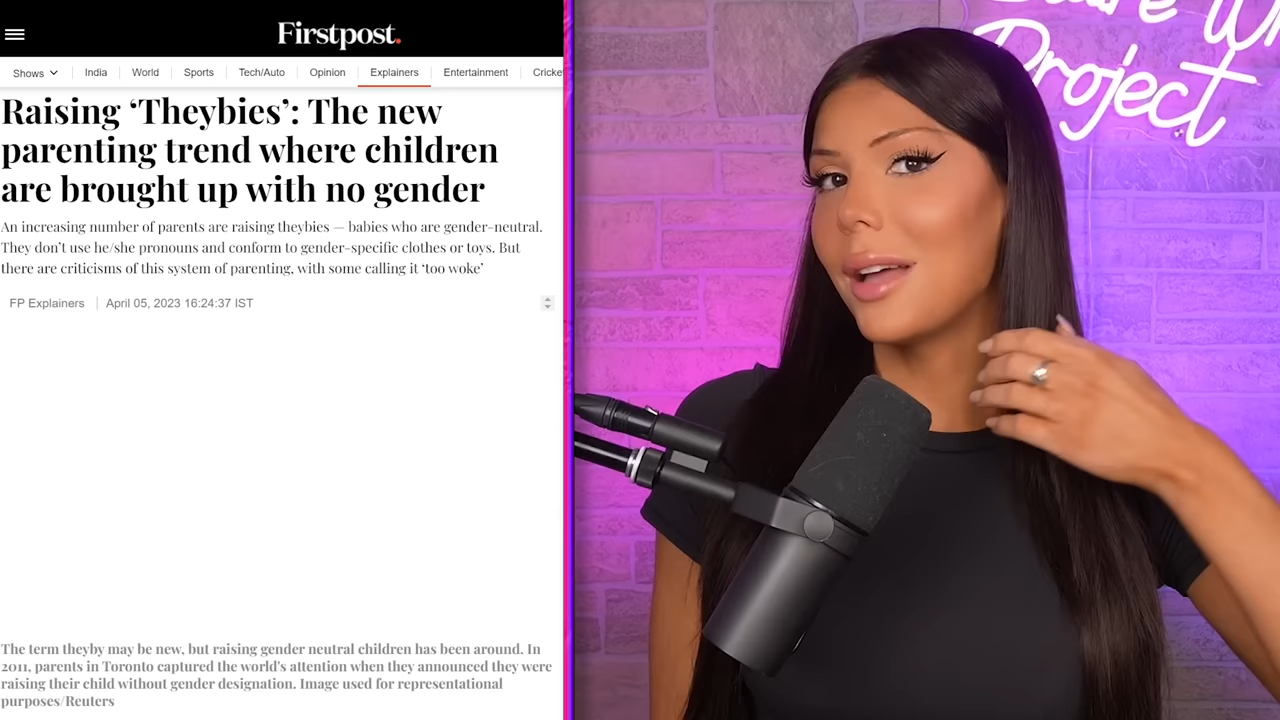 Firstpost.
Shows India World Sports Tech/Auto Opinion Explainers Entertainment
Raising ‘Theybies’: The new
parenting trend where children
are brought up with no gender
An increasing number of parents are raising theybies — babies who are gender-neutral.
They don’t use he/she pronouns and conform to gender-specific clothes or toys. But
there are criticisms of this system of parenting, with some calling it ‘too woke’
FP Explainers April 05, 2023 16:24:37 IST
The term theyby may be new, but raising gender neutral children has been around. In
2011, parents in Toronto captured the world's attention when they announced they were
raising their child without gender designation. Image used for representational
purposes/Reuters
Project